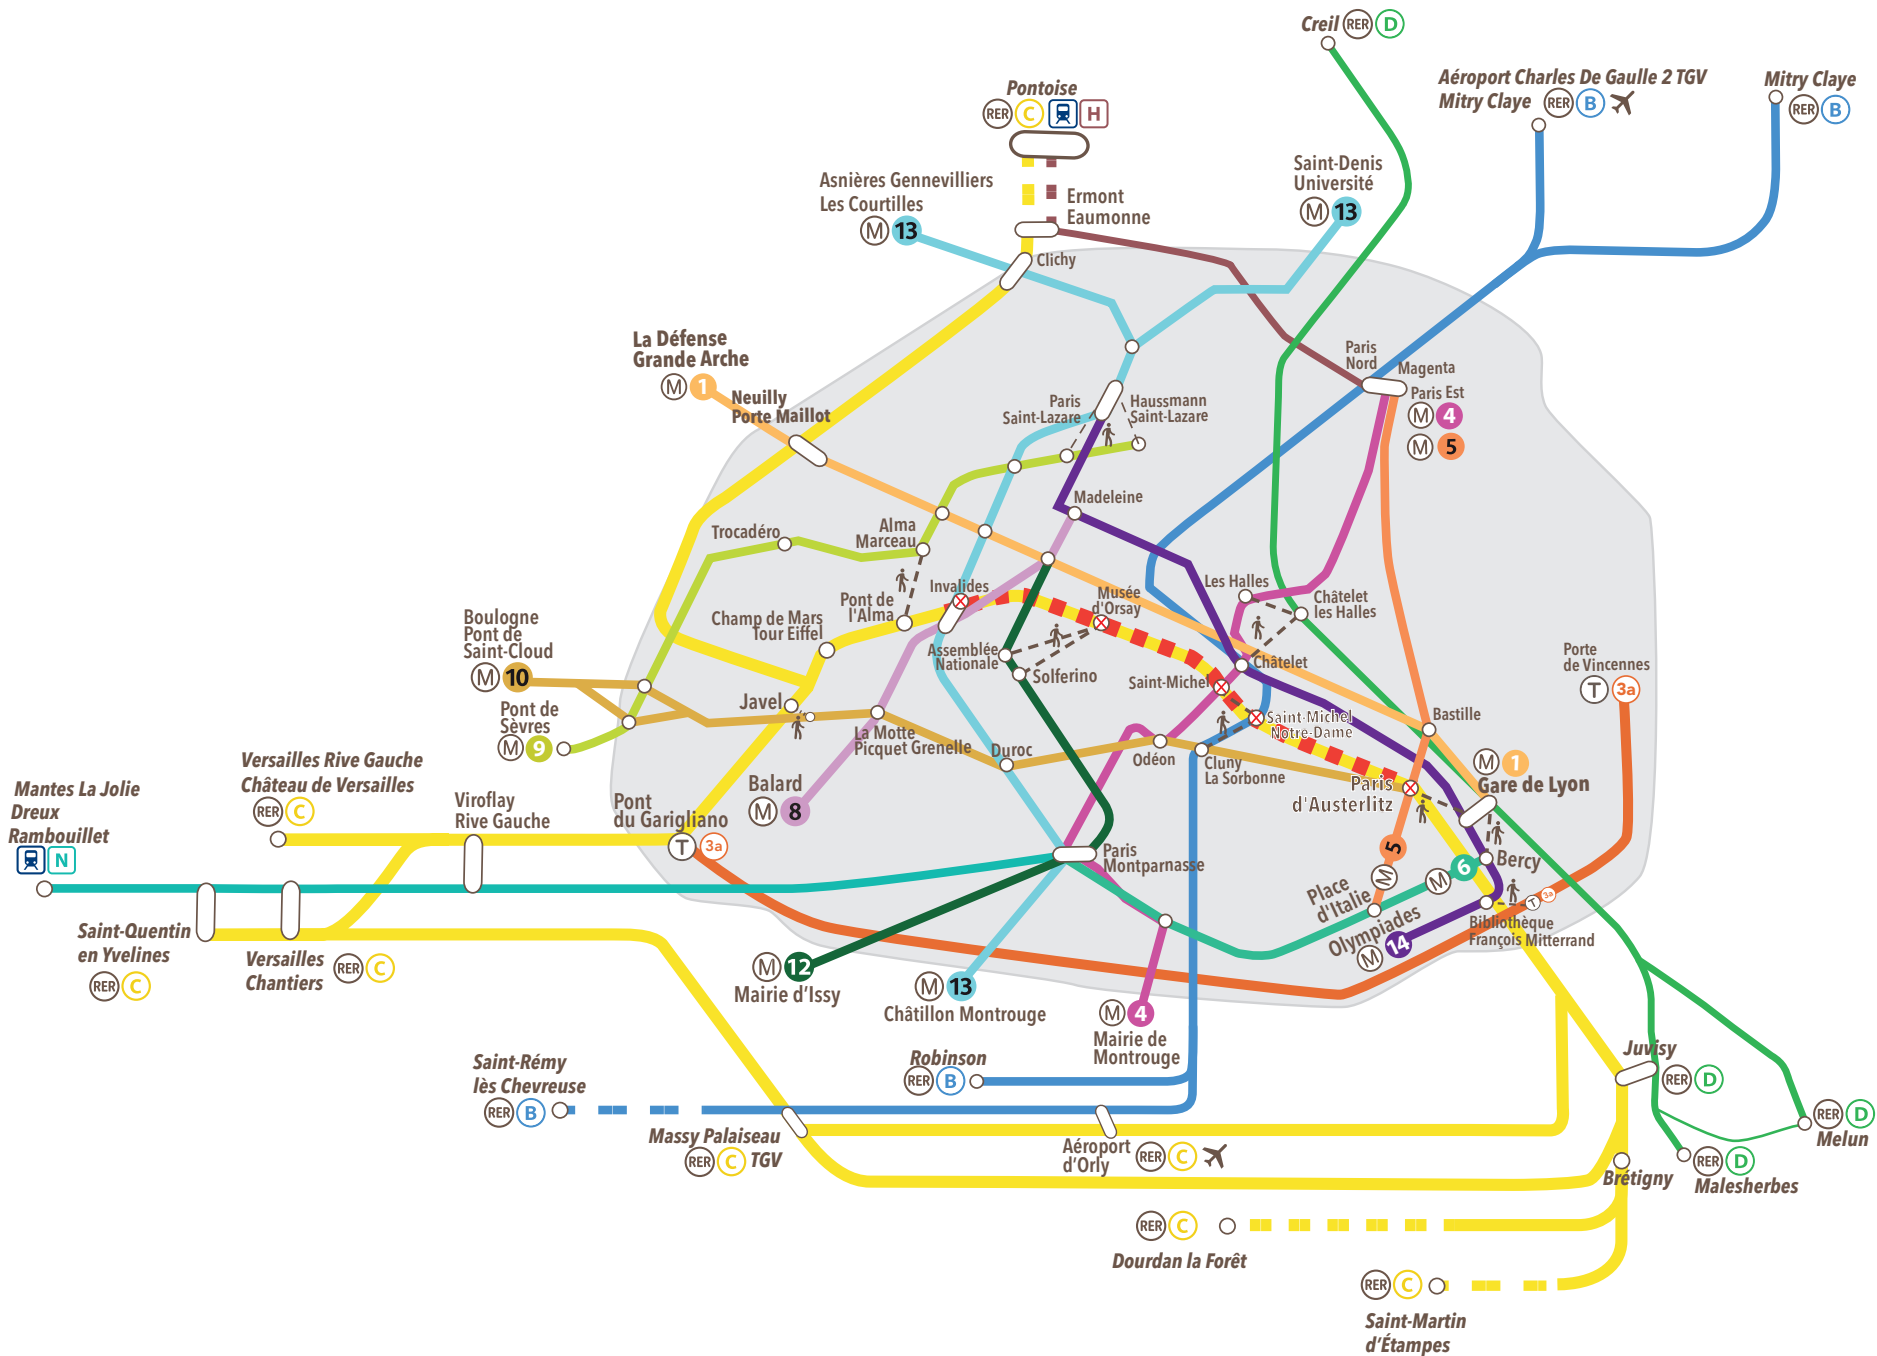 Creil RER D
Aéroport Charles De Gaulle 2 TGV
Mitry Claye RER B
Mitry Claye
RER B
Pontoise
RER C H
Saint-Denis
Université
M 13
Asnières Gennevilliers
Les Courtilles
M 13
Ermont
Eaumonne
Clichy
La Défense
Grande Arche
M 1
Neuilly
Porte Maillot
Paris
Nord
Magenta
Paris Est
M 4
M 5
Paris
Saint-Lazare
Haussmann
Saint-Lazare
Madeleine
Trocadéro
Alma
Marceau
Invalides
Pont de
l'Alma
Champ de Mars
Tour Eiffel
Musée
d'Orsay
Les Halles
Châtelet
les Halles
Boulogne
Pont de
Saint-Cloud
M 10
Pont de
Sèvres
M 9
Assemblée
Nationale
Solferino
Châtelet
Saint-Michel
Saint-Michel
Notre-Dame
Porte
de Vincennes
T 3a
Javel
La Motte
Picquet Grenelle
Duroc
Odéon
Cluny
La Sorbonne
Bastille
M 1
Gare de Lyon
Paris
d'Austerlitz
Balard
M 8
Versailles Rive Gauche
Château de Versailles
RER C
Mantes La Jolie
Dreux
Rambouillet
N
Viroflay
Rive Gauche
Pont
du Garigliano
T 3a
Paris
Montparnasse
5
M
6
M
Bercy
Place
d'Italie
Olympiades
M 14
T 3a
Bibliothèque
François Mitterrand
Saint-Quentin
en Yvelines
RER C
Versailles
Chantiers
RER C
M 12
Mairie d'Issy
M 13
Châtillon Montrouge
M 4
Mairie de
Montrouge
Saint-Rémy
lès Chevreuse
RER B
Robinson
RER B
Juvisy
RER D
Massy Palaiseau
RER C TGV
Aéroport
d'Orly
RER C
RER D
Melun
Brétigny
RER D
Malesherbes
RER C
Dourdan la Forêt
RER C
Saint-Martin
d'Étampes